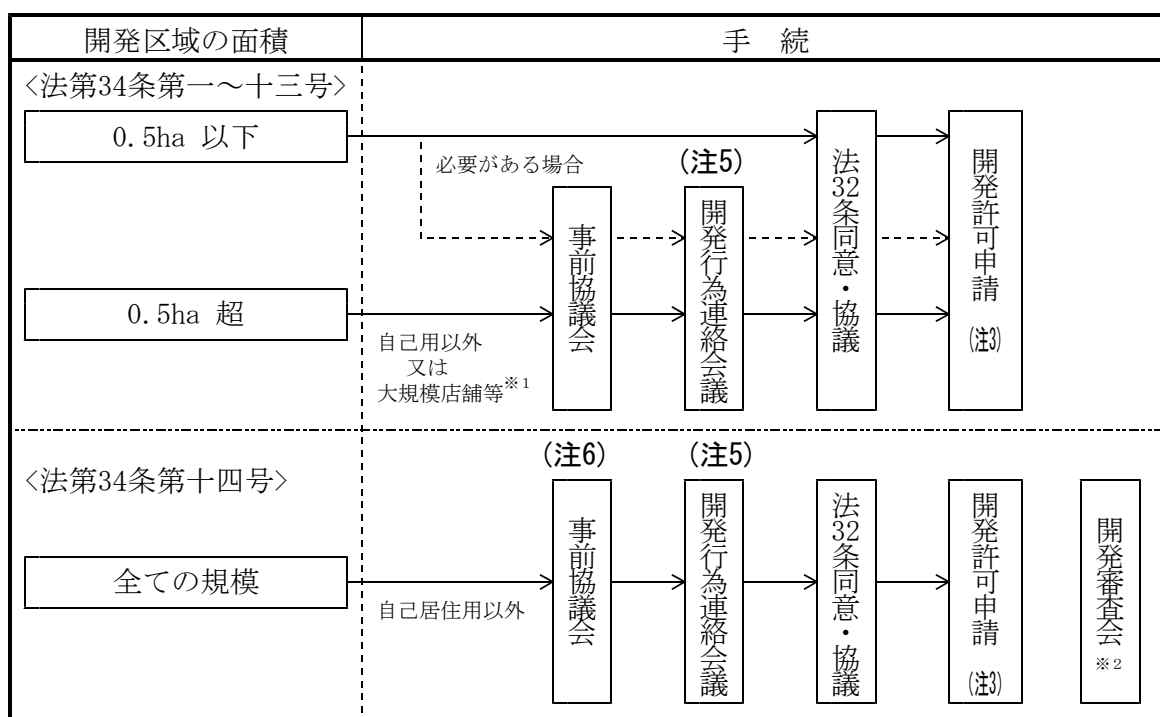 開発区域の面積
手 続
<法第34条第一～十三号>
0.5ha 以下
必要がある場合
(注5)
事前協議会
開発行為連絡会議
法32条同意・協議
開発許可申請 (注3)
0.5ha 超
自己用以外
又は
大規模店舗等※1
<法第34条第十四号>
(注6)
(注5)
全ての規模
自己居住用以外
事前協議会
開発行為連絡会議
法32条同意・協議
開発許可申請 (注3)
開発審査会 ※2